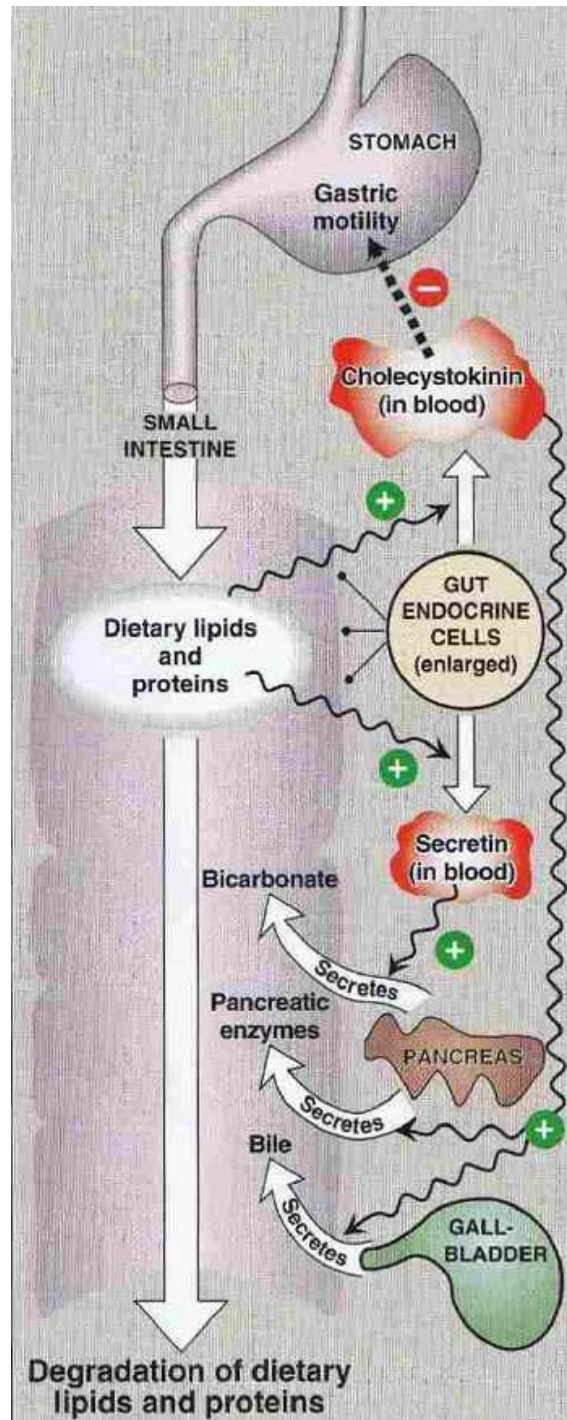 STOMACH
Gastric
motility
−
Cholecystokinin
(in blood)
SMALL
INTESTINE
+
GUT
ENDOCRINE
CELLS
(enlarged)
Dietary lipids
and
proteins
+
Secretin
(in blood)
+
Bicarbonate
Secretes
Pancreatic
enzymes
PANCREAS
Secretes
+
Bile
Secretes
GALL-
BLADDER
Degradation of dietary
lipids and proteins